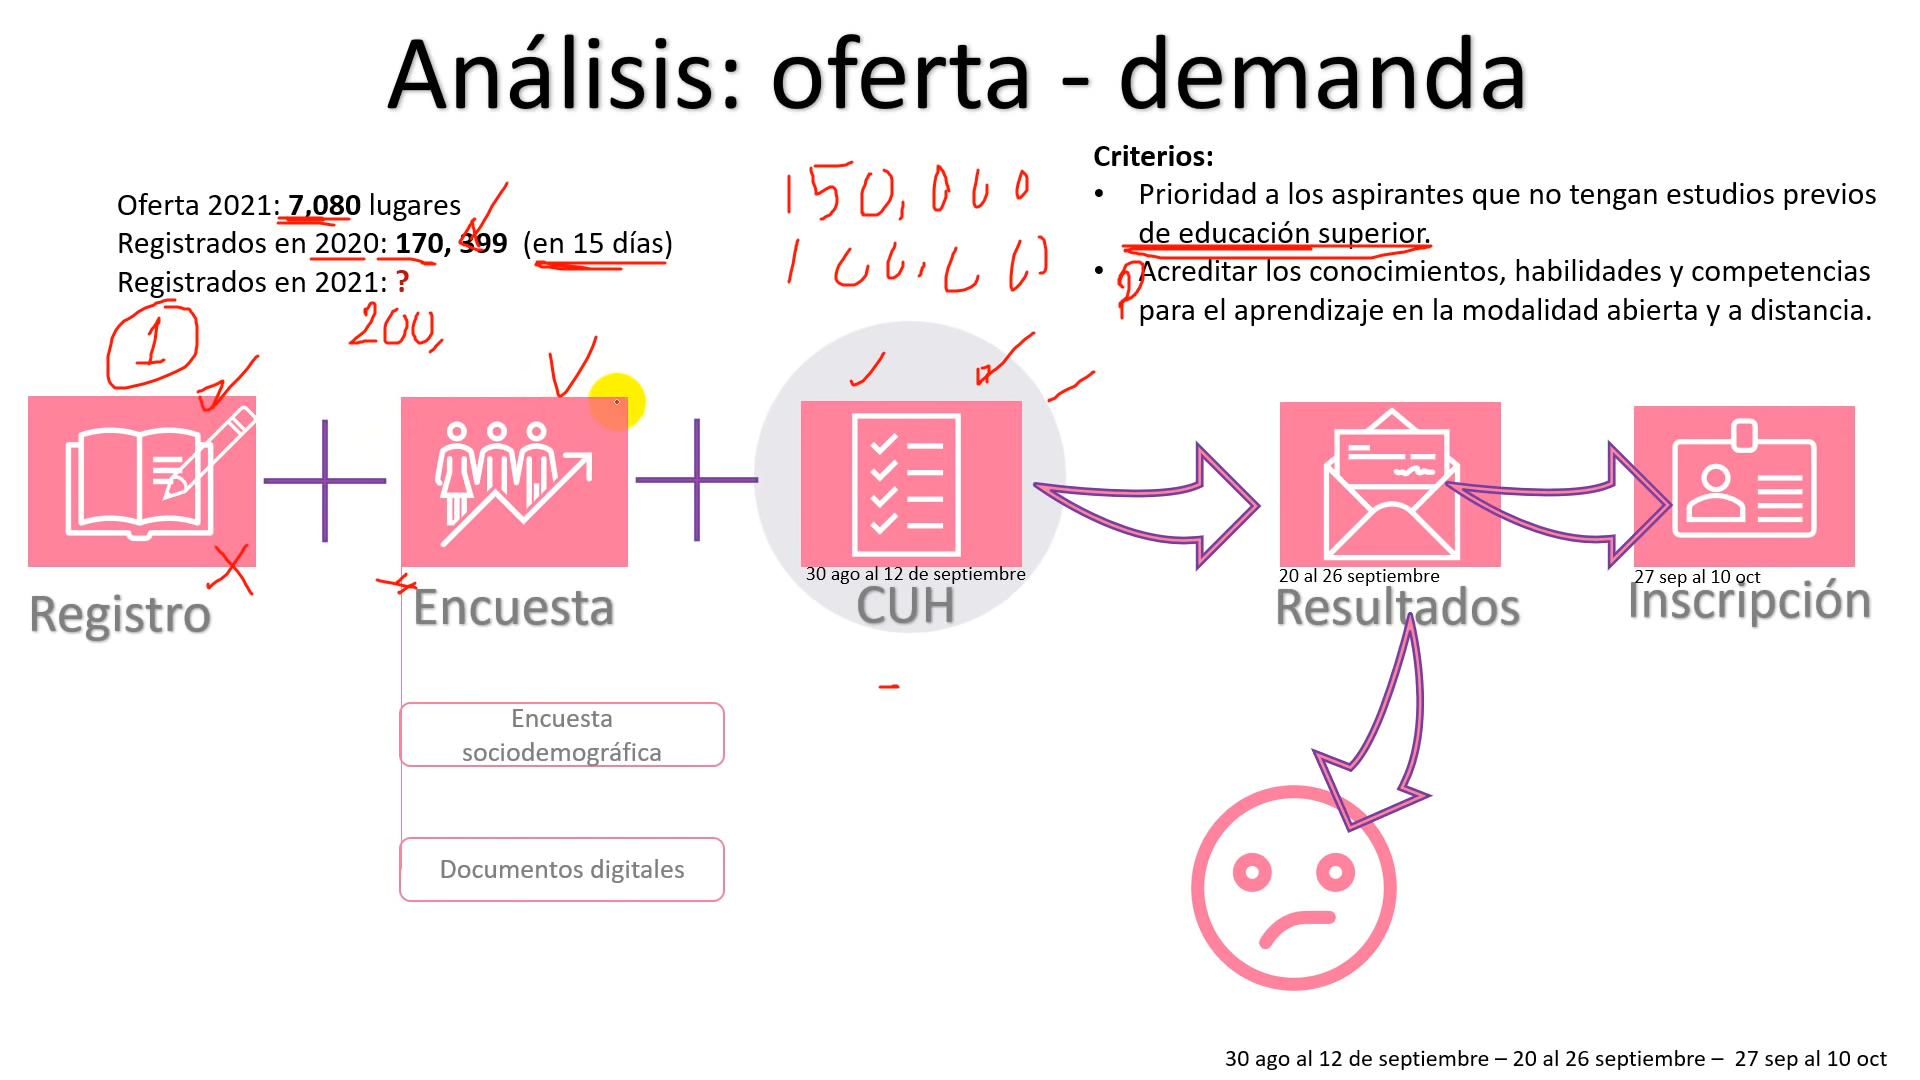 Análisis: oferta - demanda
Oferta 2021: 7,080 lugares
Registrados en 2020: 170, 399 (en 15 días)
Registrados en 2021: ?
200,
1
150,000
100,000
Criterios:
• Prioridad a los aspirantes que no tengan estudios previos
de educación superior.
• Acreditar los conocimientos, habilidades y competencias
para el aprendizaje en la modalidad abierta y a distancia.
Registro
Encuesta
30 ago al 12 de septiembre
CUH
20 al 26 septiembre
Resultados
27 sep al 10 oct
Inscripción
Encuesta
sociodemográfica
Documentos digitales
30 ago al 12 de septiembre – 20 al 26 septiembre – 27 sep al 10 oct